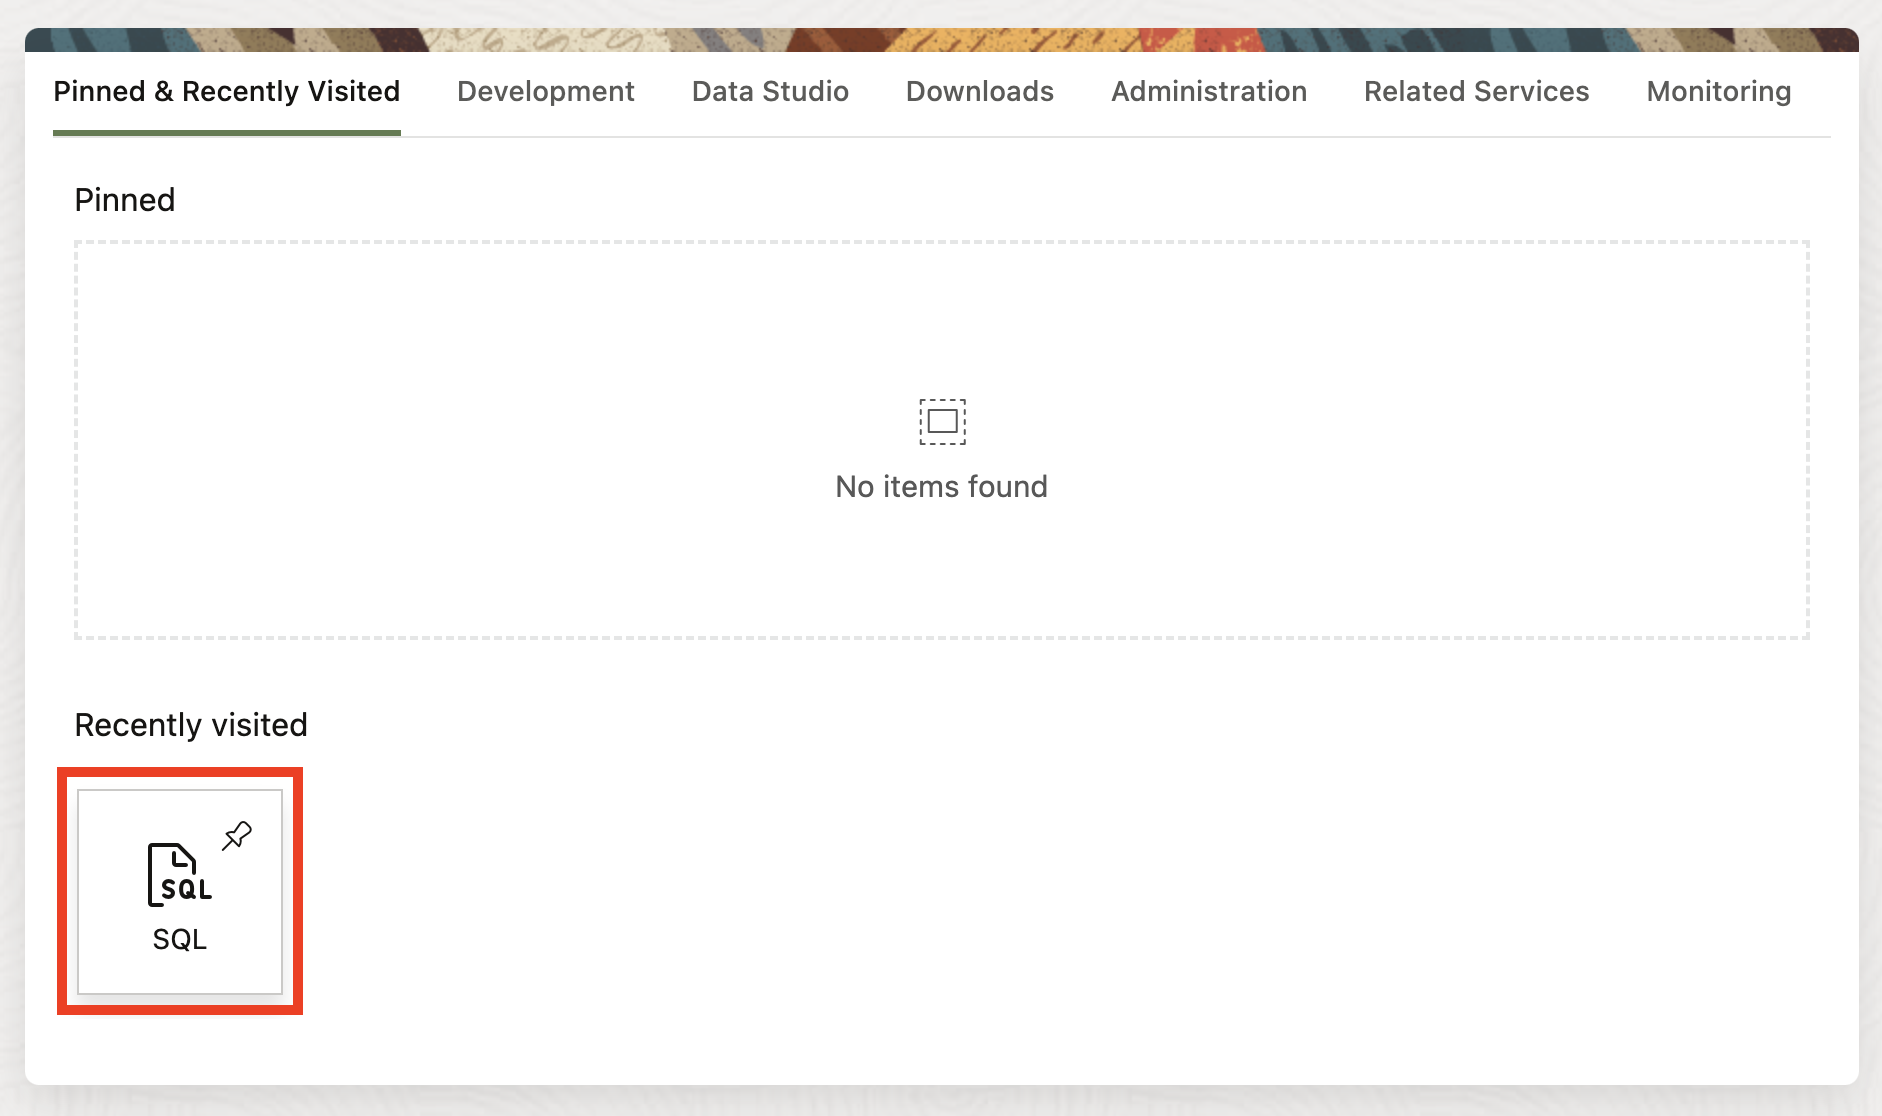 Pinned & Recently Visited Development Data Studio Downloads Administration Related Services Monitoring
Pinned
No items found
Recently visited
SQL
SQL